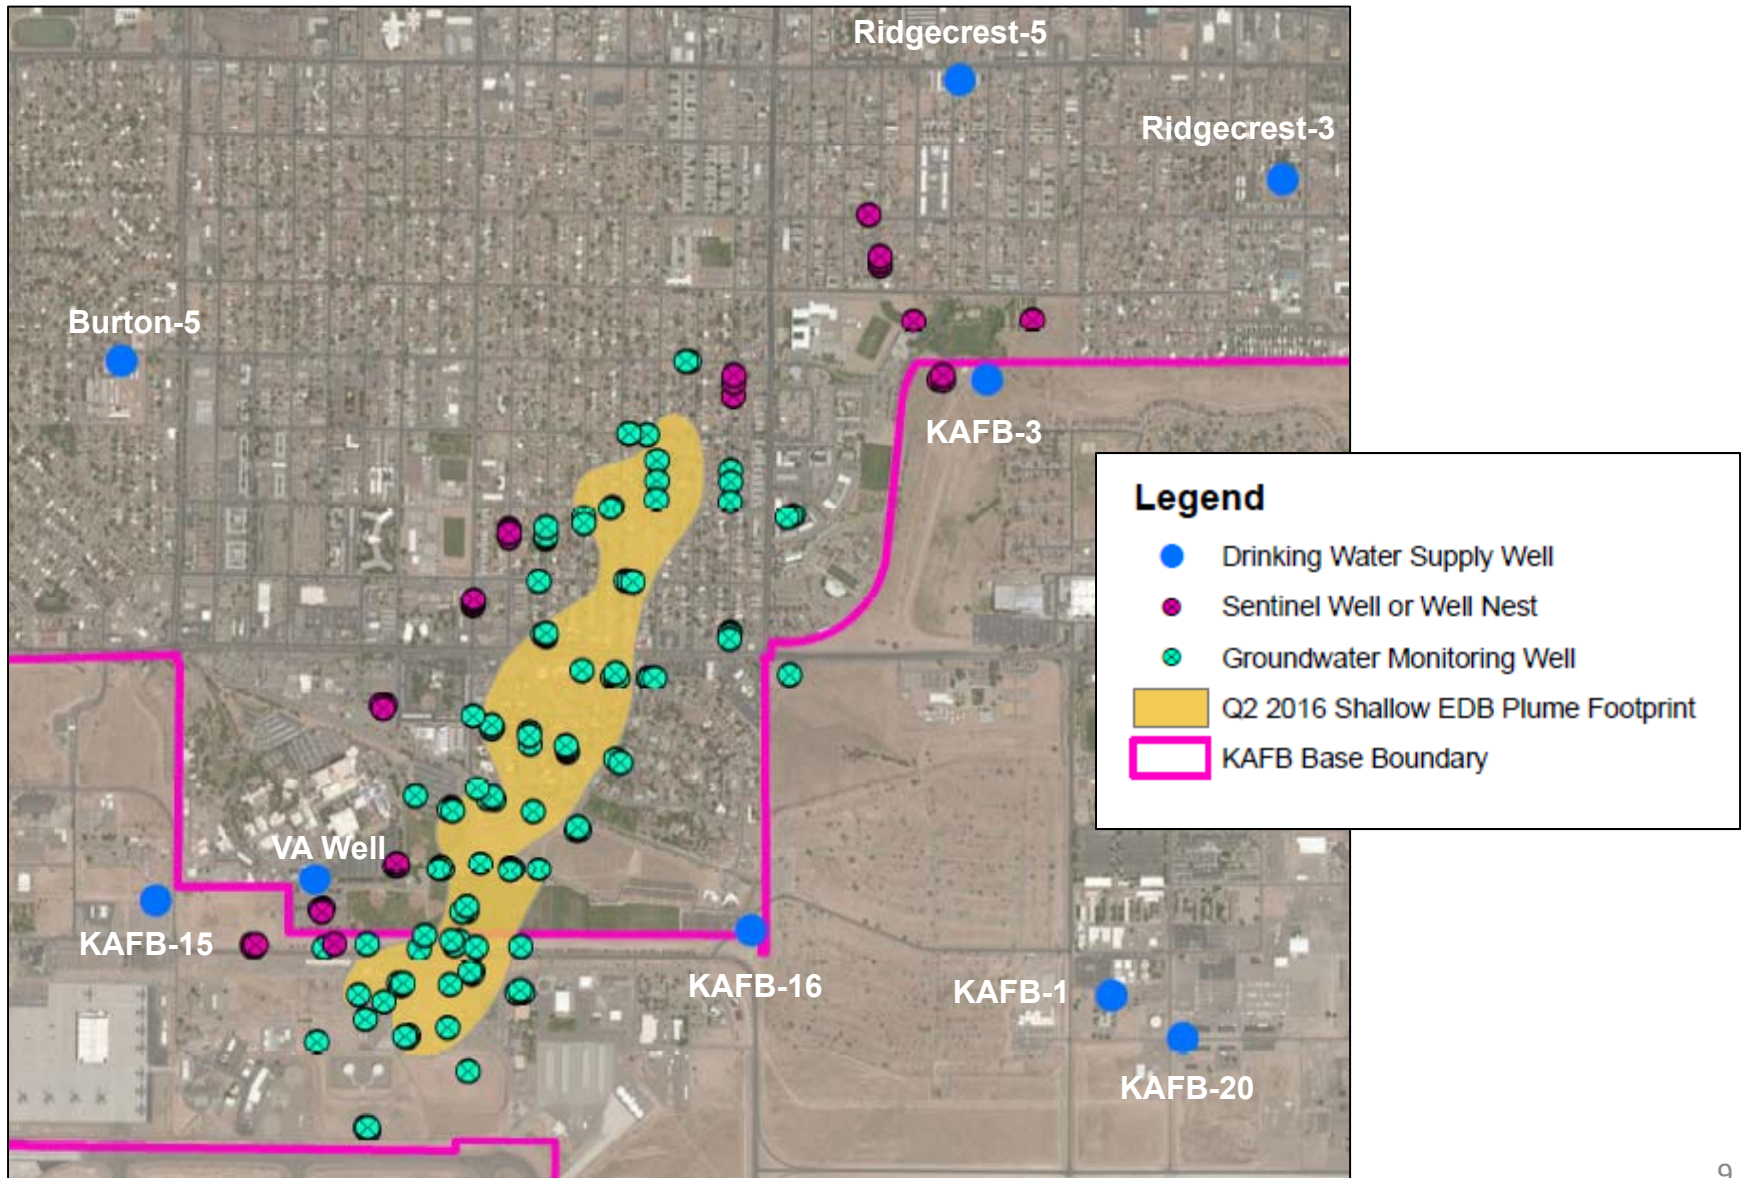 Ridgecrest-5
Ridgecrest-3
Burton-5
KAFB-3
Legend
Drinking Water Supply Well
Sentinel Well or Well Nest
Groundwater Monitoring Well
Q2 2016 Shallow EDB Plume Footprint
KAFB Base Boundary
VA Well
KAFB-15
KAFB-16
KAFB-1
KAFB-20
9